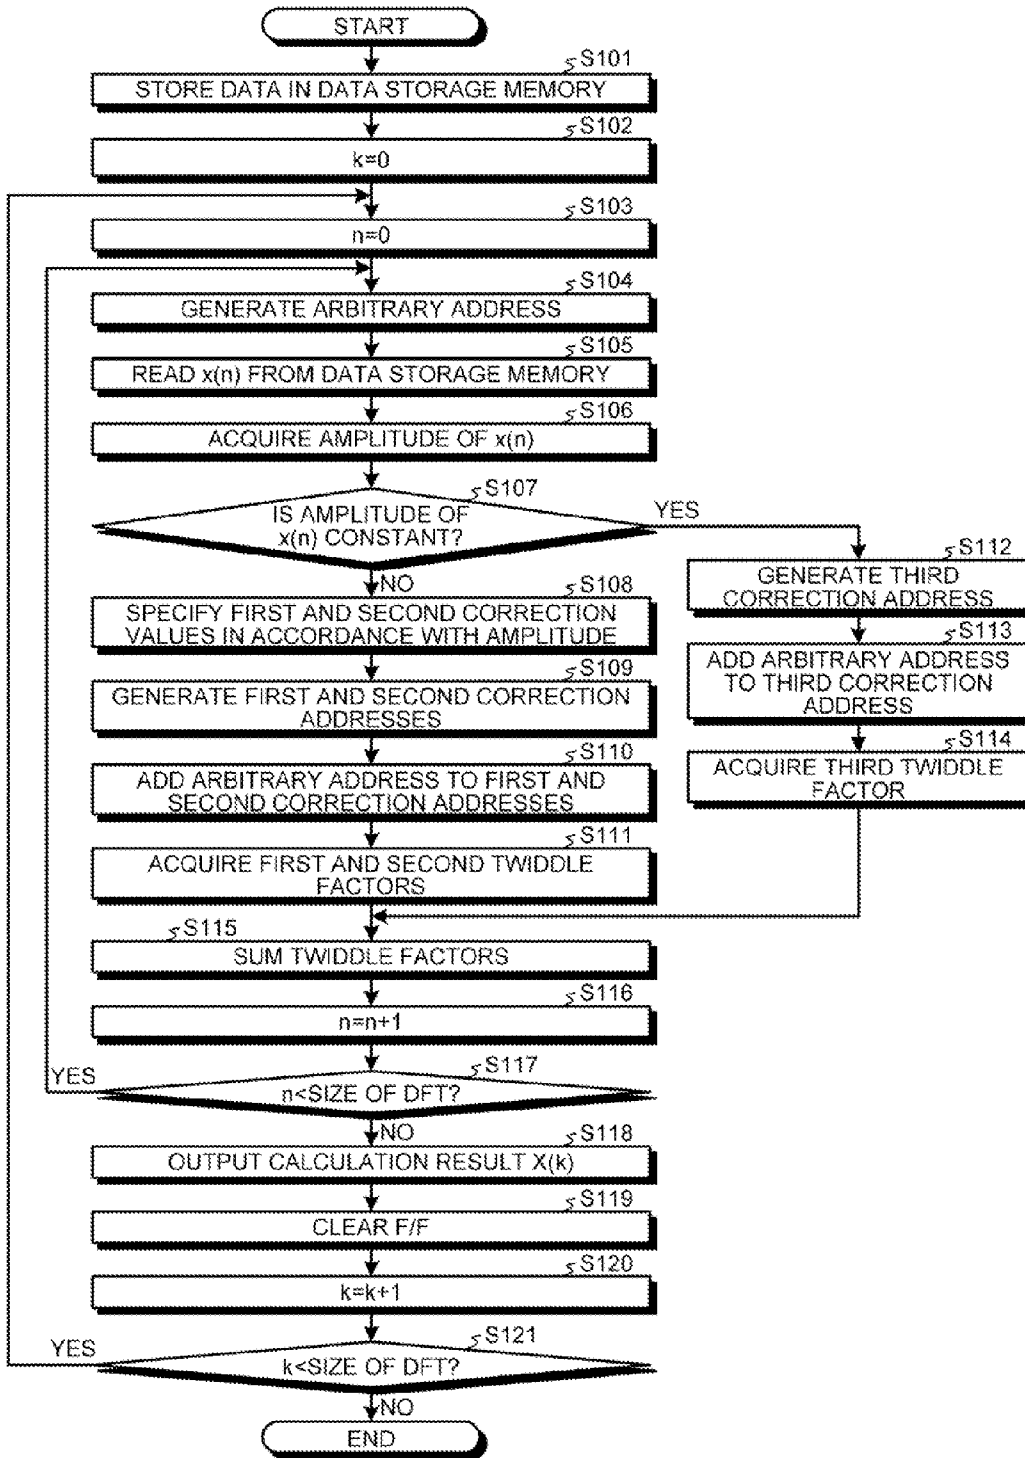 START
S101
STORE DATA IN DATA STORAGE MEMORY
S102
k=0
S103
n=0
S104
GENERATE ARBITRARY ADDRESS
S105
READ x(n) FROM DATA STORAGE MEMORY
S106
ACQUIRE AMPLITUDE OF x(n)
S107
IS AMPLITUDE OF
x(n) CONSTANT?
YES
NO
S108
SPECIFY FIRST AND SECOND CORRECTION
VALUES IN ACCORDANCE WITH AMPLITUDE
S109
GENERATE FIRST AND SECOND CORRECTION
ADDRESSES
S110
ADD ARBITRARY ADDRESS TO FIRST AND
SECOND CORRECTION ADDRESSES
S111
ACQUIRE FIRST AND SECOND TWIDDLE
FACTORS
S112
GENERATE THIRD
CORRECTION ADDRESS
S113
ADD ARBITRARY ADDRESS
TO THIRD CORRECTION
ADDRESS
S114
ACQUIRE THIRD TWIDDLE
FACTOR
S115
SUM TWIDDLE FACTORS
S116
n=n+1
S117
YES
n<SIZE OF DFT?
NO
S118
OUTPUT CALCULATION RESULT X(k)
S119
CLEAR F/F
S120
k=k+1
S121
YES
k<SIZE OF DFT?
NO
END